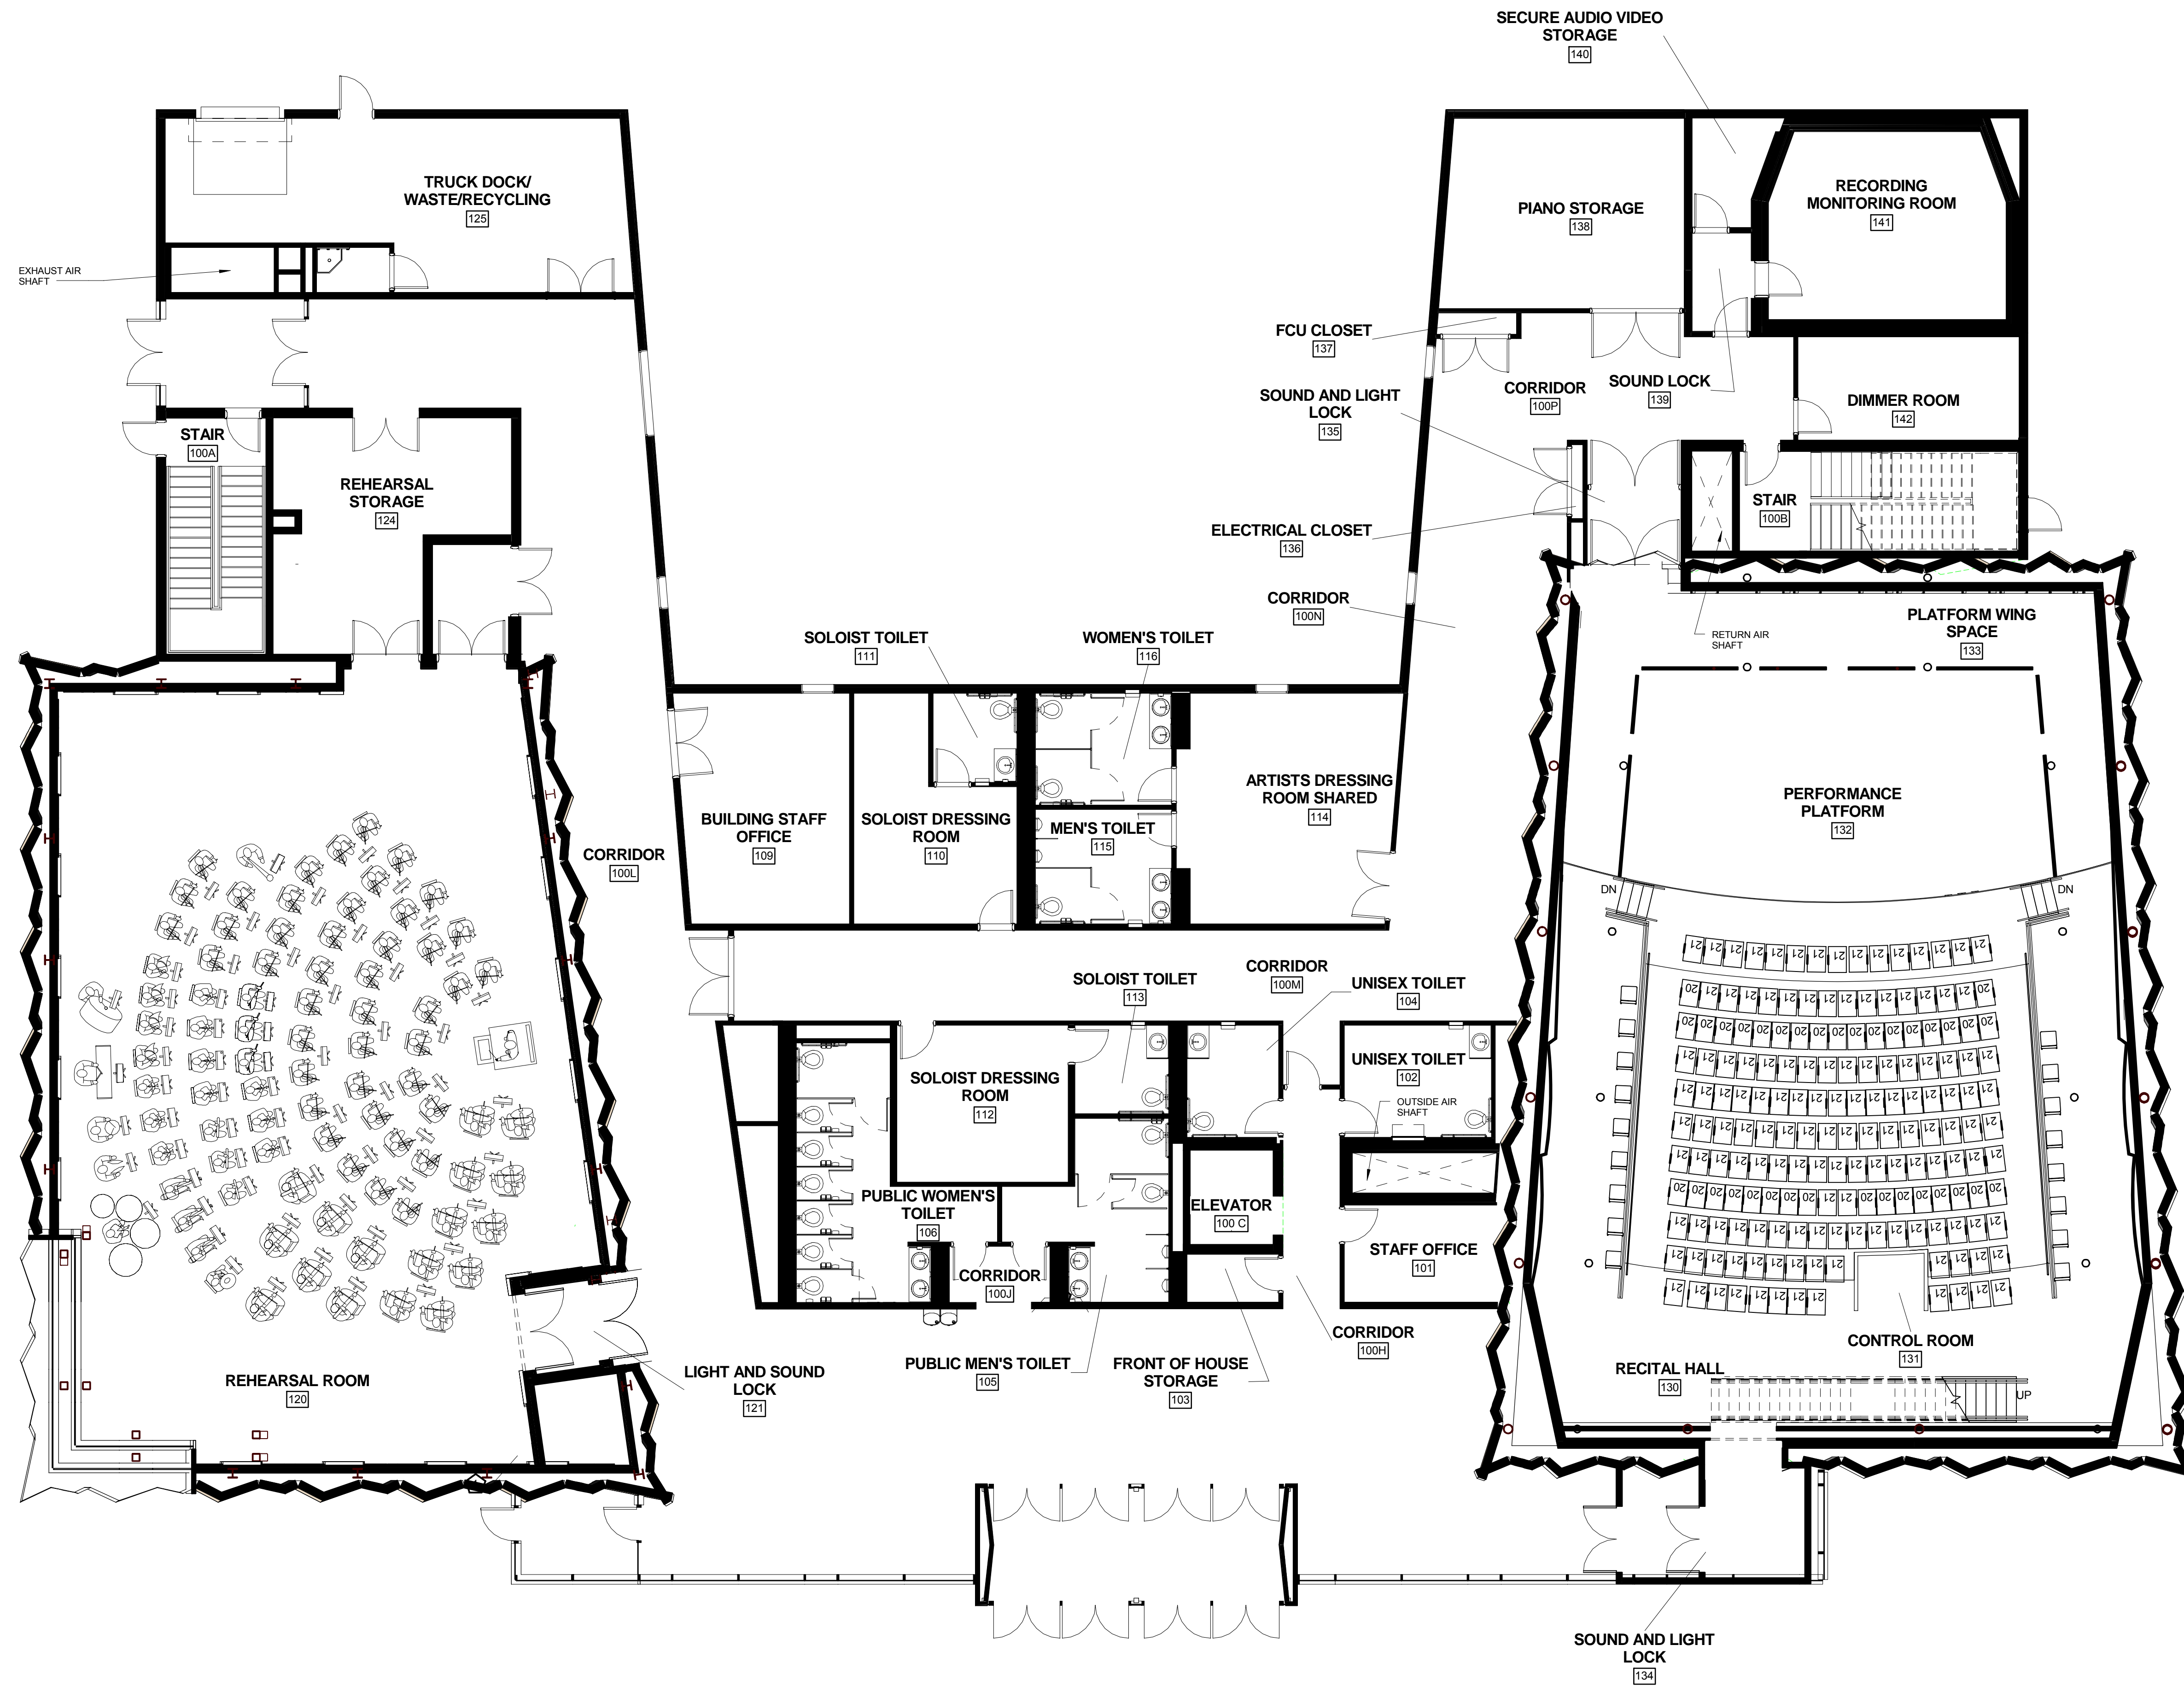 SECURE AUDIO VIDEO
STORAGE
140
TRUCK DOCK/
WASTE/RECYCLING
125
EXHAUST AIR
SHAFT
PIANO STORAGE
138
RECORDING
MONITORING ROOM
141
FCU CLOSET
137
CORRIDOR
100P
SOUND LOCK
139
SOUND AND LIGHT
LOCK
135
DIMMER ROOM
142
STAIR
100A
REHEARSAL
STORAGE
124
STAIR
100B
ELECTRICAL CLOSET
136
CORRIDOR
100N
RETURN AIR
SHAFT
PLATFORM WING
SPACE
133
SOLOIST TOILET
111
WOMEN'S TOILET
116
ARTISTS DRESSING
ROOM SHARED
114
PERFORMANCE
PLATFORM
132
BUILDING STAFF
OFFICE
109
SOLOIST DRESSING
ROOM
110
MEN'S TOILET
115
CORRIDOR
100L
DN
DN
SOLOIST TOILET
113
CORRIDOR
100M
UNISEX TOILET
104
UNISEX TOILET
102
OUTSIDE AIR
SHAFT
SOLOIST DRESSING
ROOM
112
PUBLIC WOMEN'S
TOILET
106
ELEVATOR
100 C
STAFF OFFICE
101
CORRIDOR
100J
CORRIDOR
100H
CONTROL ROOM
131
RECITAL HALL
130
UP
REHEARSAL ROOM
120
LIGHT AND SOUND
LOCK
121
PUBLIC MEN'S TOILET
105
FRONT OF HOUSE
STORAGE
103
SOUND AND LIGHT
LOCK
134